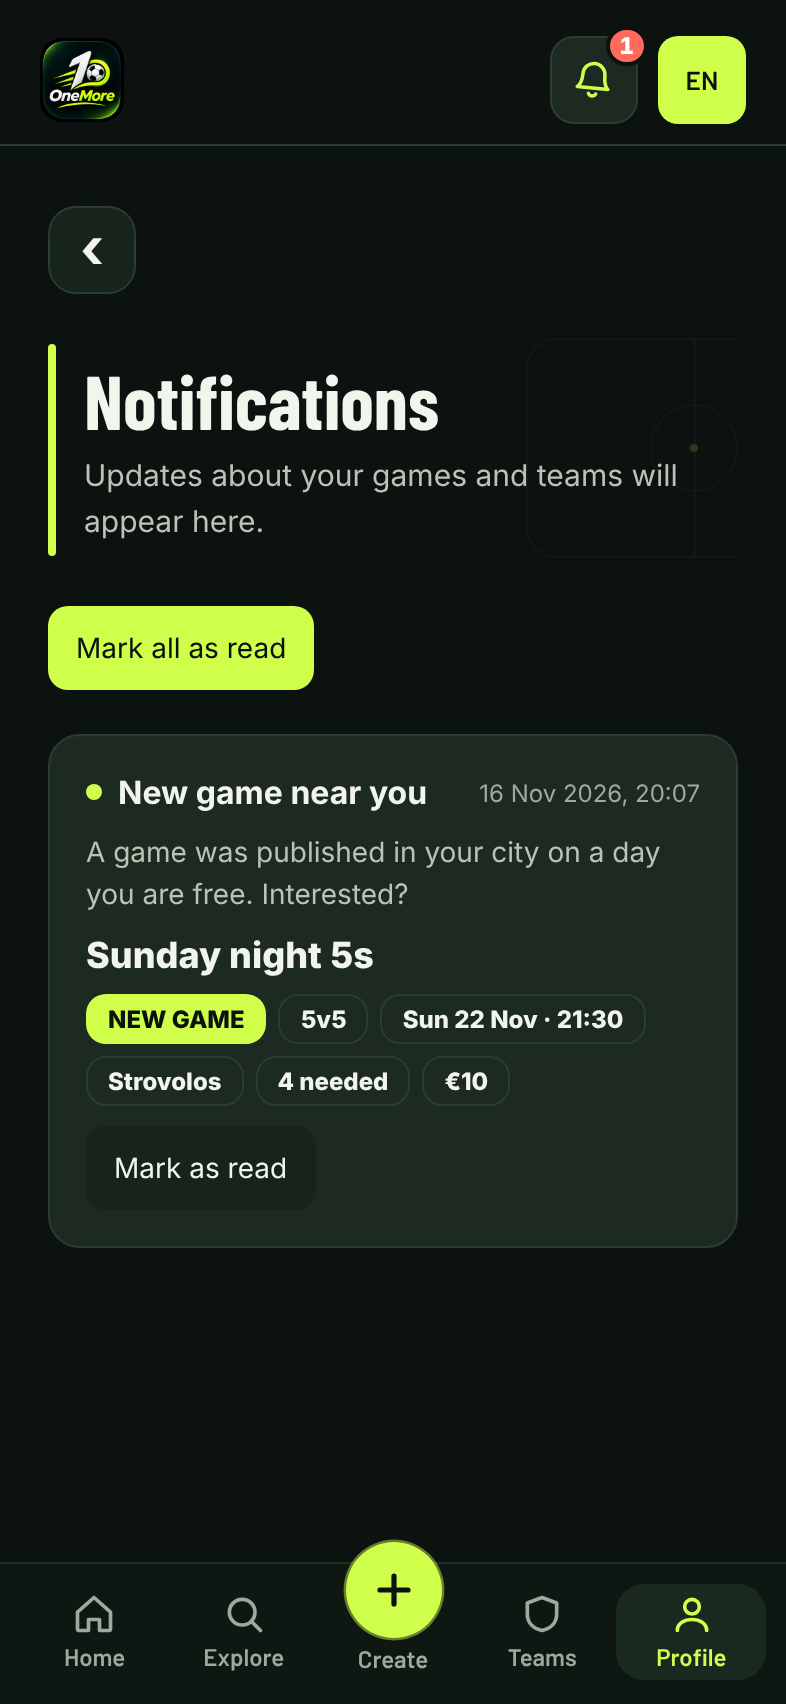 OneMore
1
EN
Notifications
Updates about your games and teams will
appear here.
Mark all as read
New game near you
16 Nov 2026, 20:07
A game was published in your city on a day
you are free. Interested?
Sunday night 5s
NEW GAME
5v5
Sun 22 Nov · 21:30
Strovolos
4 needed
€10
Mark as read
Home
Explore
Create
Teams
Profile